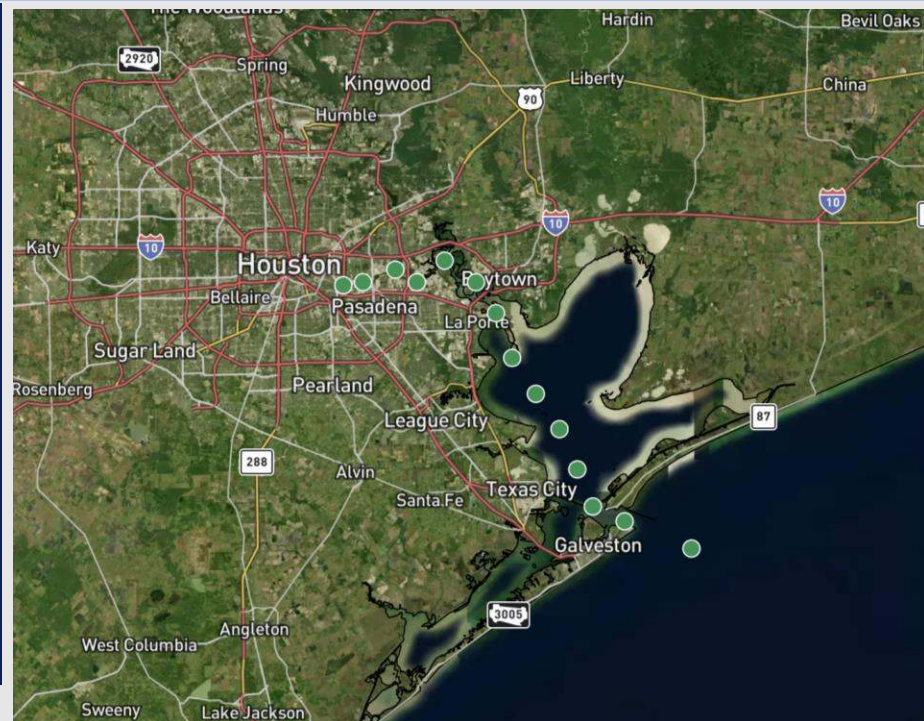 The Woodlands
Hardin
Bevil Oaks
2920
Spring
Kingwood
Liberty
China
90
Humble
10
10
Katy
10
Houston
Baytown
Bellaire
Pasadena
La Porte
Sugar Land
Rosenberg
Pearland
League City
87
288
Alvin
Santa Fe
Texas City
Galveston
3005
Angleton
West Columbia
Sweeny
Lake Jackson